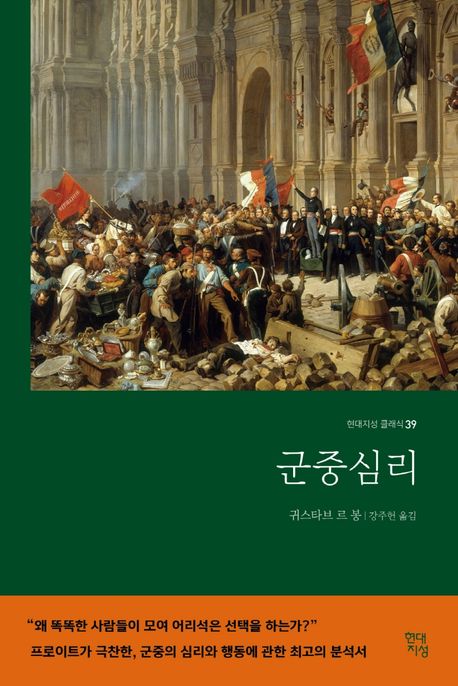 현대지성 클래식 39
군중심리
귀스타브 르 봉 | 강주헌 옮김
“왜 똑똑한 사람들이 모여 어리석은 선택을 하는가?”
프로이트가 극찬한, 군중의 심리와 행동에 관한 최고의 분석서
현대
지성